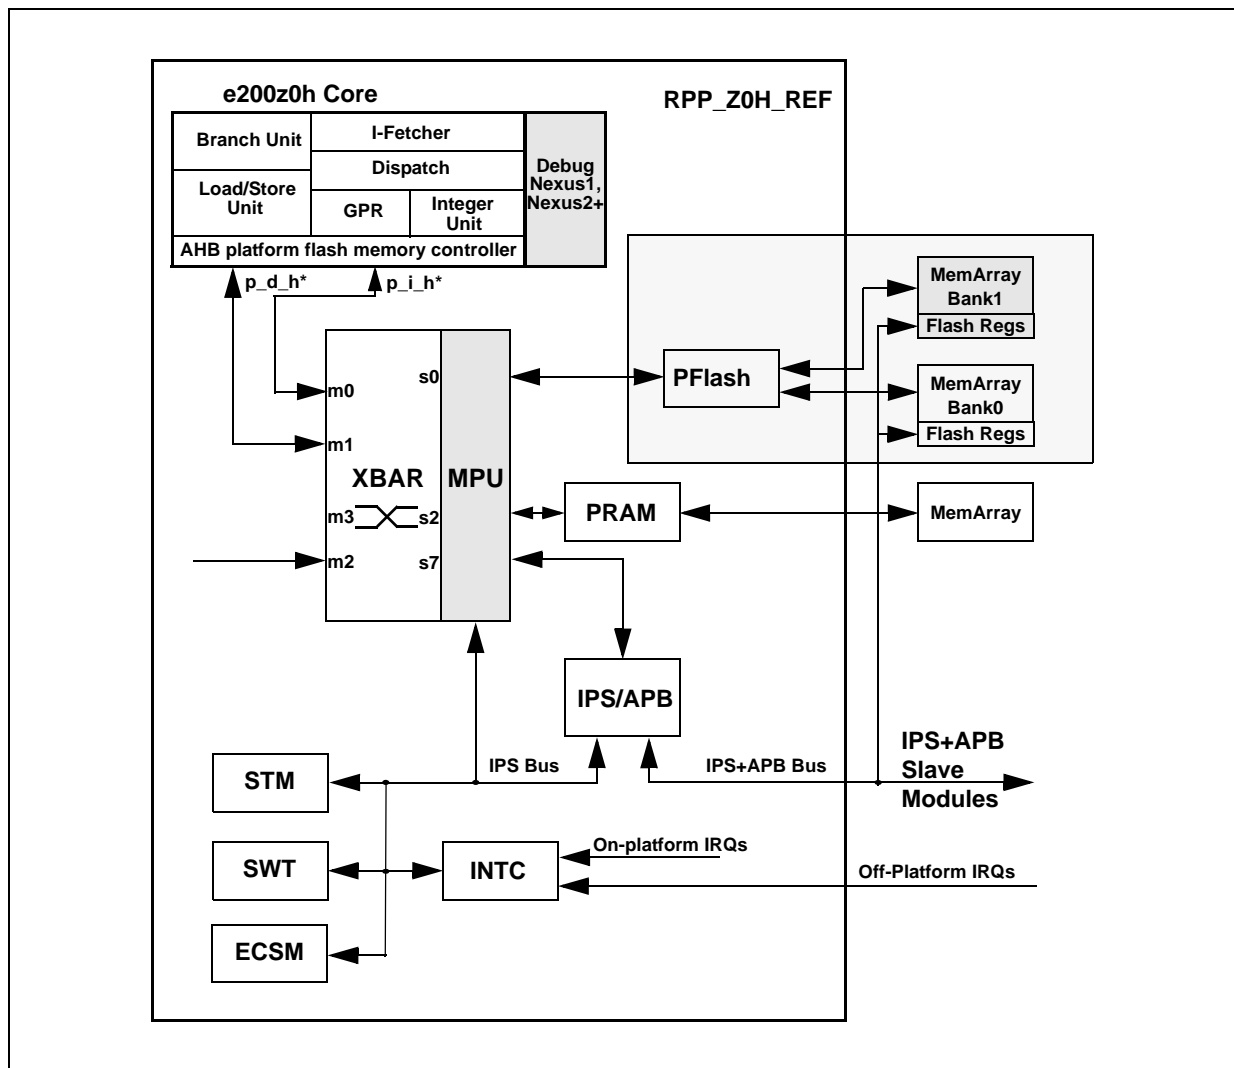 e200z0h Core
RPP_Z0H_REF
Branch Unit
I-Fetcher
Dispatch
Load/Store
Unit
GPR
Integer
Unit
Debug
Nexus1,
Nexus2+
AHB platform flash memory controller
p_d_h*
p_i_h*
MemArray
Bank1
Flash Regs
PFlash
MemArray
Bank0
Flash Regs
m0
s0
m1
XBAR
MPU
m3
s2
m2
s7
PRAM
MemArray
IPS/APB
IPS Bus
IPS+APB Bus
IPS+APB
Slave
Modules
STM
SWT
INTC
On-platform IRQs
Off-Platform IRQs
ECSM